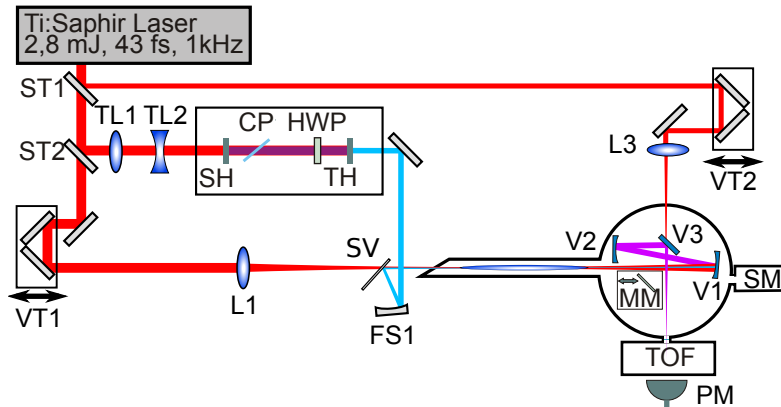 Ti:Saphir Laser
2,8 mJ, 43 fs, 1kHz
ST1
TL1 TL2
CP HWP
ST2
SH
TH
L3
VT2
V3
V2
SV
L1
VT1
FS1
MM
V1
SM
TOF
PM